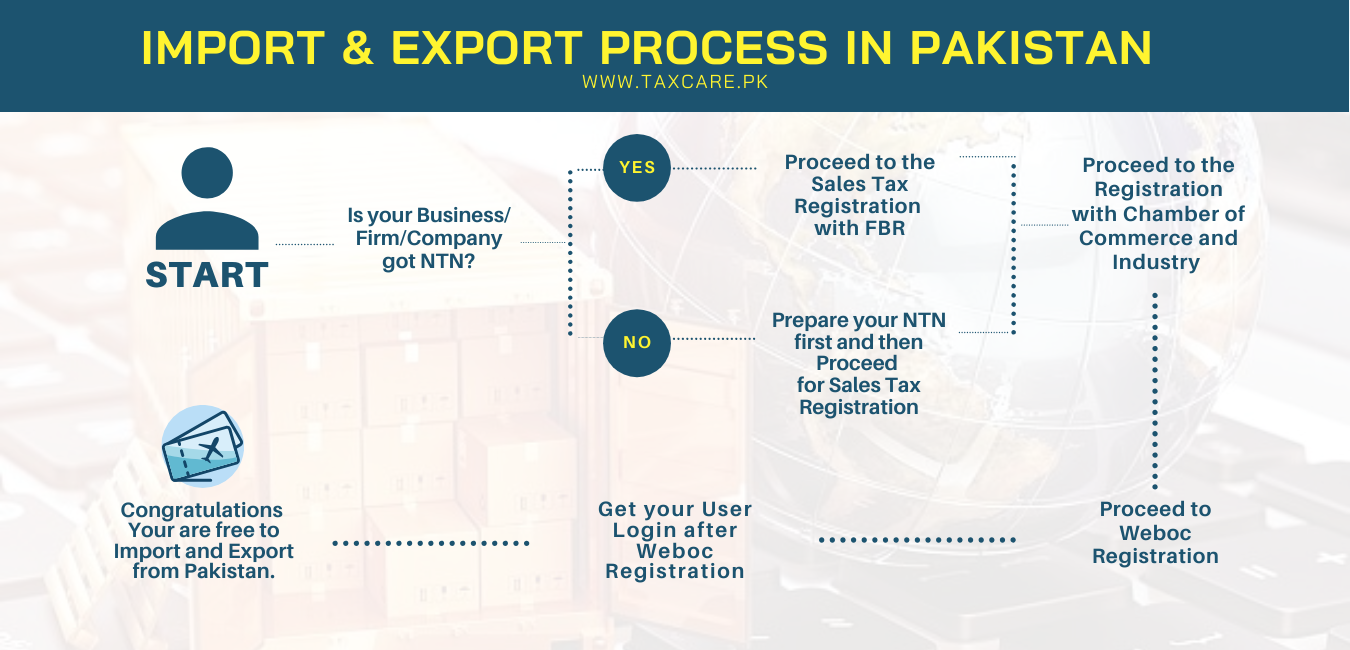 IMPORT & EXPORT PROCESS IN PAKISTAN
WWW.TAXCARE.PK
START
Is your Business/
Firm/Company
got NTN?
YES
Proceed to the
Sales Tax
Registration
with FBR
NO
Prepare your NTN
first and then
Proceed
for Sales Tax
Registration
Proceed to the
Registration
with Chamber of
Commerce and
Industry
Proceed to
Weboc
Registration
Get your User
Login after
Weboc
Registration
Congratulations
Your are free to
Import and Export
from Pakistan.